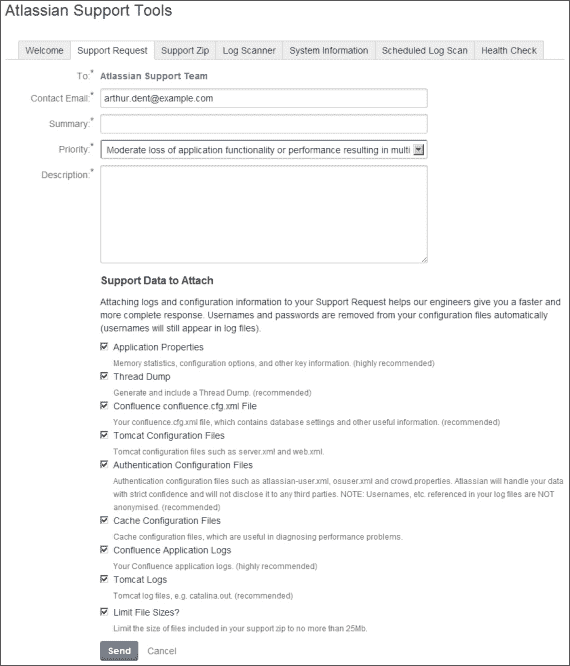 Atlassian Support Tools
Welcome
Support Request
Support Zip
Log Scanner
System Information
Scheduled Log Scan
Health Check
To:* Atlassian Support Team
Contact Email:* arthur.dent@example.com
Summary:*
Priority:* Moderate loss of application functionality or performance resulting in multi
Description:*
Support Data to Attach
Attaching logs and configuration information to your Support Request helps our engineers give you a faster and
more complete response. Usernames and passwords are removed from your configuration files automatically
(usernames will still appear in log files).
Application Properties
Memory statistics, configuration options, and other key information. (highly recommended)
Thread Dump
Generate and include a Thread Dump. (recommended)
Confluence confluence.cfg.xml File
Your confluence.cfg.xml file, which contains database settings and other useful information. (recommended)
Tomcat Configuration Files
Tomcat configuration files such as server.xml and web.xml.
Authentication Configuration Files
Authentication configuration files such as atlassian-user.xml, osuser.xml and crowd.properties. Atlassian will handle your data
with strict confidence and will not disclose it to any third parties. NOTE: Usernames, etc. referenced in your log files are NOT
anonymised. (recommended)
Cache Configuration Files
Cache configuration files, which are useful in diagnosing performance problems.
Confluence Application Logs
Your Confluence application logs. (highly recommended)
Tomcat Logs
Tomcat log files, e.g. catalina.out. (recommended)
Limit File Sizes?
Limit the size of files included in your support zip to no more than 25Mb.
Send
Cancel